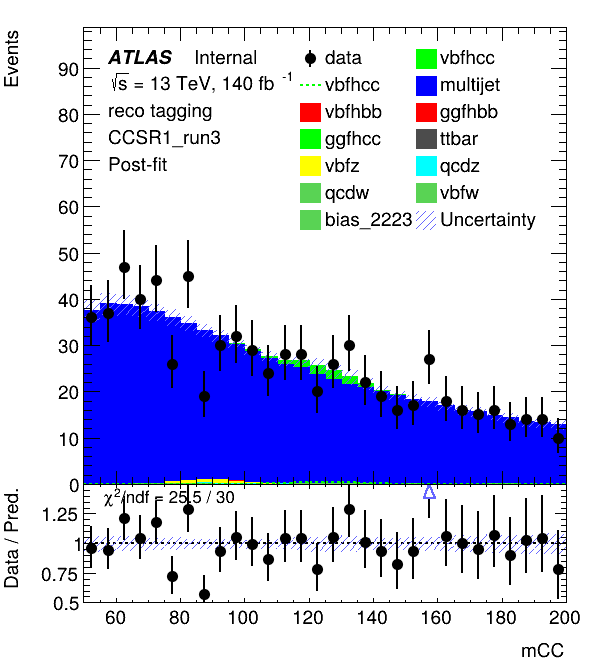 Events
ATLAS Internal
√s = 13 TeV, 140 fb⁻¹
reco tagging
CCSR1_run3
Post-fit
data
vbfhcc
vbfhcc
multijet
vbfhbb
ggfhbb
ggfhcc
ttbar
vbfz
qcdz
qcdw
vbfw
bias_2223
Uncertainty
90
80
70
60
50
40
30
20
10
0
χ²/ndf = 25.5 / 30
Data / Pred.
1.25
1
0.75
0.5
60 80 100 120 140 160 180 200
mCC